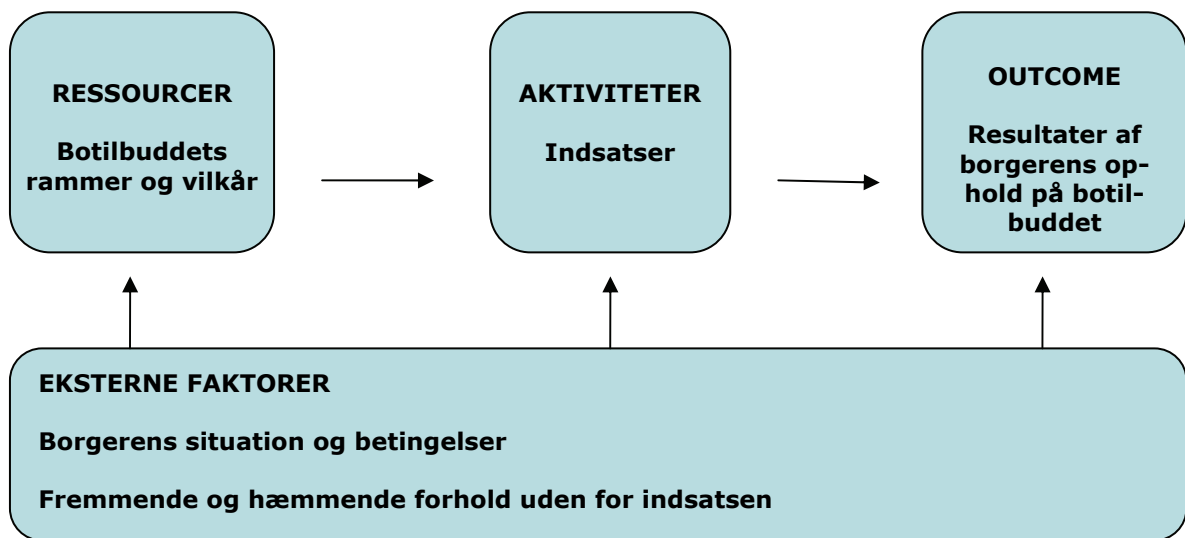 RESSOURCER
Botilbuddets
rammer og vilkår
AKTIVITETER
Indsatser
OUTCOME
Resultater af
borgerens op-
hold på botil-
buddet
EKSTERNE FAKTORER
Borgerens situation og betingelser
Fremmende og hæmmende forhold uden for indsatsen